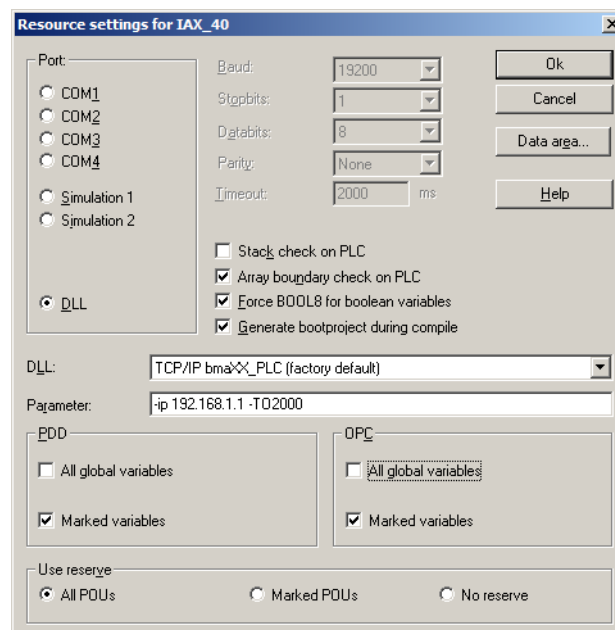 Resource settings for IAX_40
Port:
COM1
COM2
COM3
COM4
Simulation 1
Simulation 2
DLL
Baud: 19200
Stopbits: 1
Databits: 8
Parity: None
Timeout: 2000 ms
Ok
Cancel
Data area...
Help
Stack check on PLC
Array boundary check on PLC
Force BOOL8 for boolean variables
Generate bootproject during compile
DLL: TCP/IP bmaXX_PLC (factory default)
Parameter: -ip 192.168.1.1 -TO2000
PDD
All global variables
Marked variables
OPC
All global variables
Marked variables
Use reserve
All POUs Marked POUs No reserve